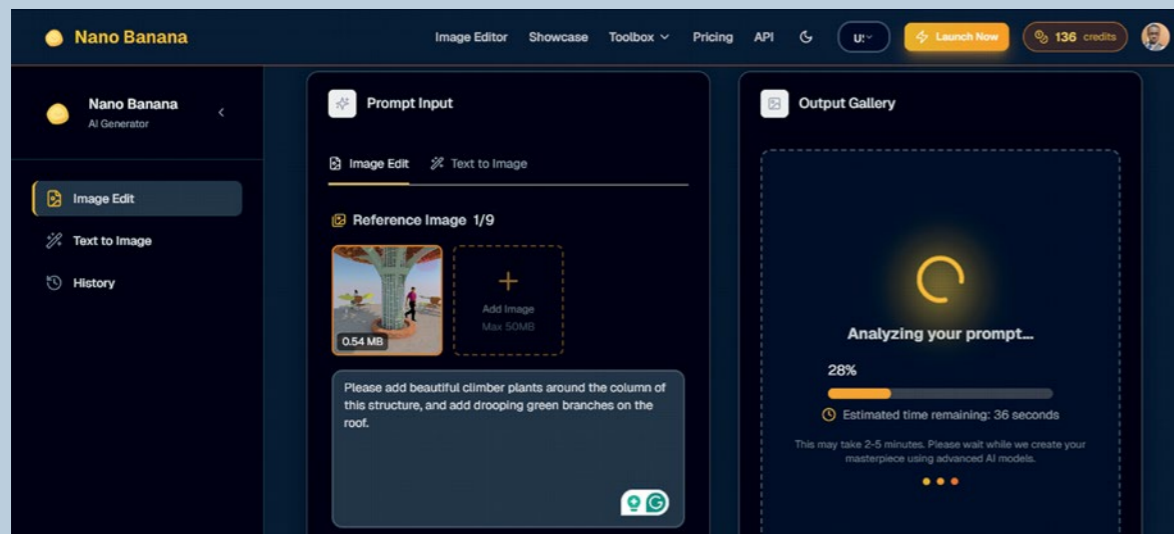 Nano Banana
Image Editor Showcase Toolbox Pricing API Launch Now 136 credits
Nano Banana
AI Generator
Image Edit
Text to Image
History
Prompt Input
Image Edit Text to Image
Reference Image 1/9
0.54 MB
Add Image
Max 50MB
Please add beautiful climber plants around the column of
this structure, and add drooping green branches on the
roof.
Output Gallery
Analyzing your prompt...
28%
Estimated time remaining: 36 seconds
This may take 2-5 minutes. Please wait while we create your
masterpiece using advanced AI models.